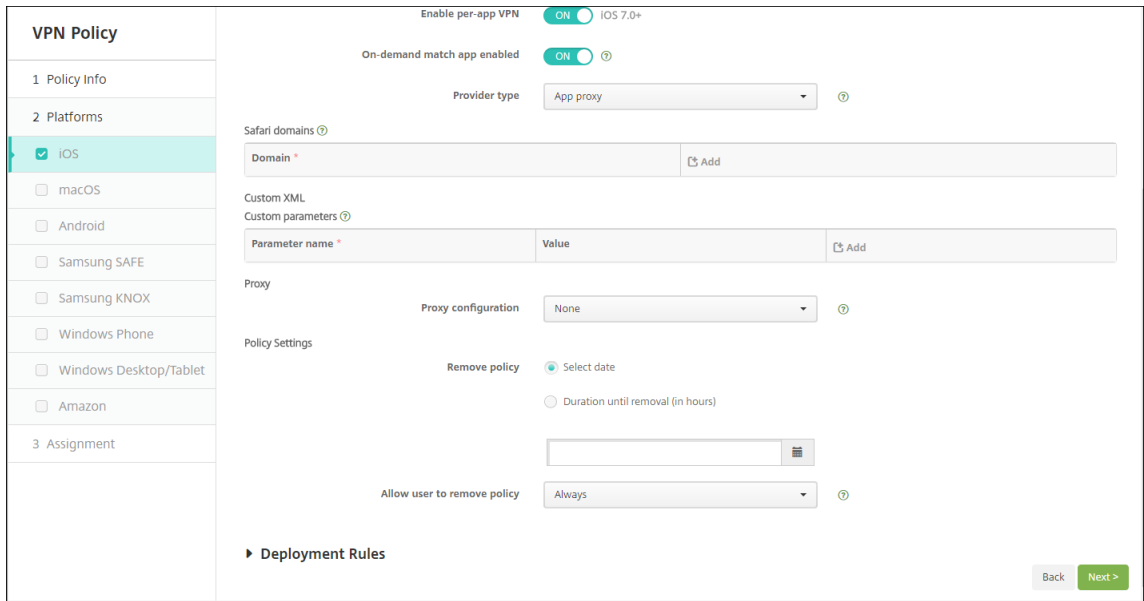 VPN Policy
1 Policy Info
2 Platforms
iOS
macOS
Android
Samsung SAFE
Samsung KNOX
Windows Phone
Windows Desktop/Tablet
Amazon
3 Assignment
Enable per-app VPN ON iOS 7.0+
On-demand match app enabled ON ?
Provider type App proxy ?
Safari domains ?
Domain * Add
Custom XML
Custom parameters ?
Parameter name * Value Add
Proxy
Proxy configuration None ?
Policy Settings
Remove policy Select date
Duration until removal (in hours)
Allow user to remove policy Always ?
Deployment Rules
Back Next >